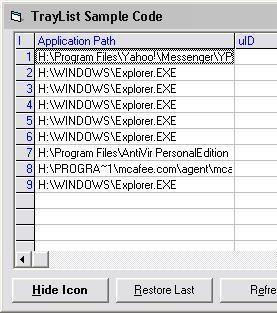 TrayList Sample Code
I Application Path uID
1 H:\Program Files\Yahoo!\Messenger\YP
2 H:\WINDOWS\Explorer.EXE
3 H:\WINDOWS\Explorer.EXE
4 H:\WINDOWS\Explorer.EXE
5 H:\WINDOWS\Explorer.EXE
6 H:\WINDOWS\Explorer.EXE
7 H:\Program Files\AntiVir PersonalEdition
8 H:\PROGRA~1\mcafee.com\agent\mca
9 H:\WINDOWS\Explorer.EXE
Hide Icon Restore Last Refre